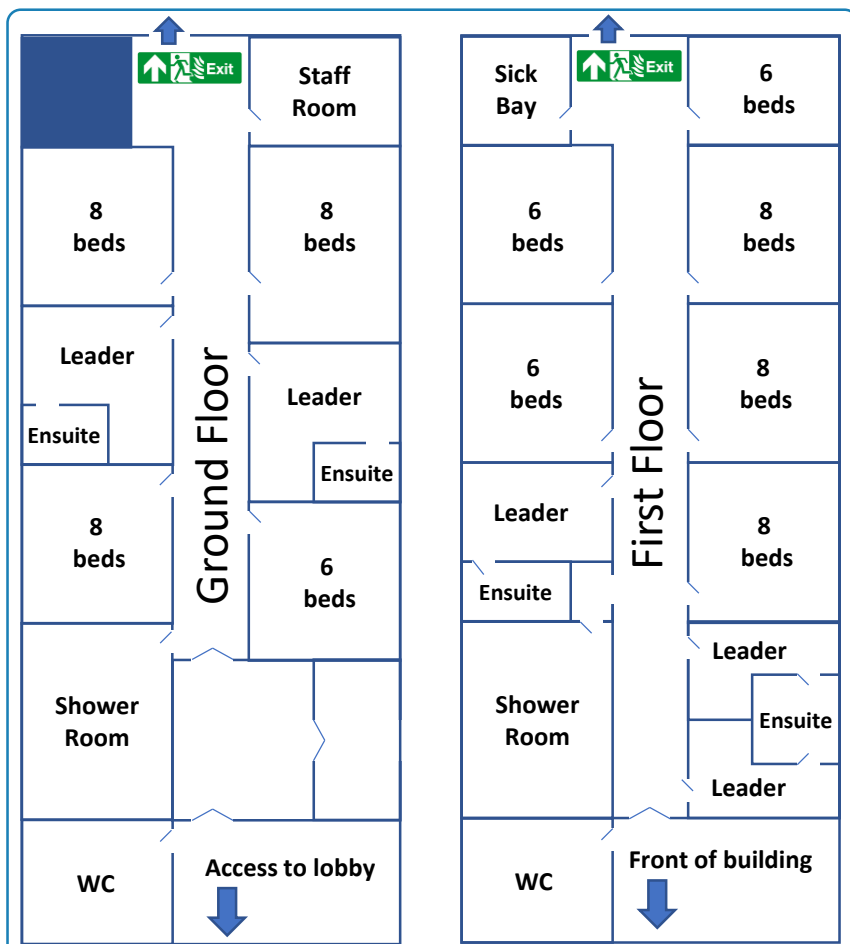 Exit
Staff
Room
8
beds
8
beds
Leader
Leader
Ensuite
Ensuite
Ground Floor
8
beds
6
beds
Shower
Room
WC
Access to lobby
Exit
Sick
Bay
6
beds
6
beds
8
beds
6
beds
8
beds
First Floor
Leader
8
beds
Ensuite
Leader
Shower
Room
Ensuite
Leader
WC
Front of building